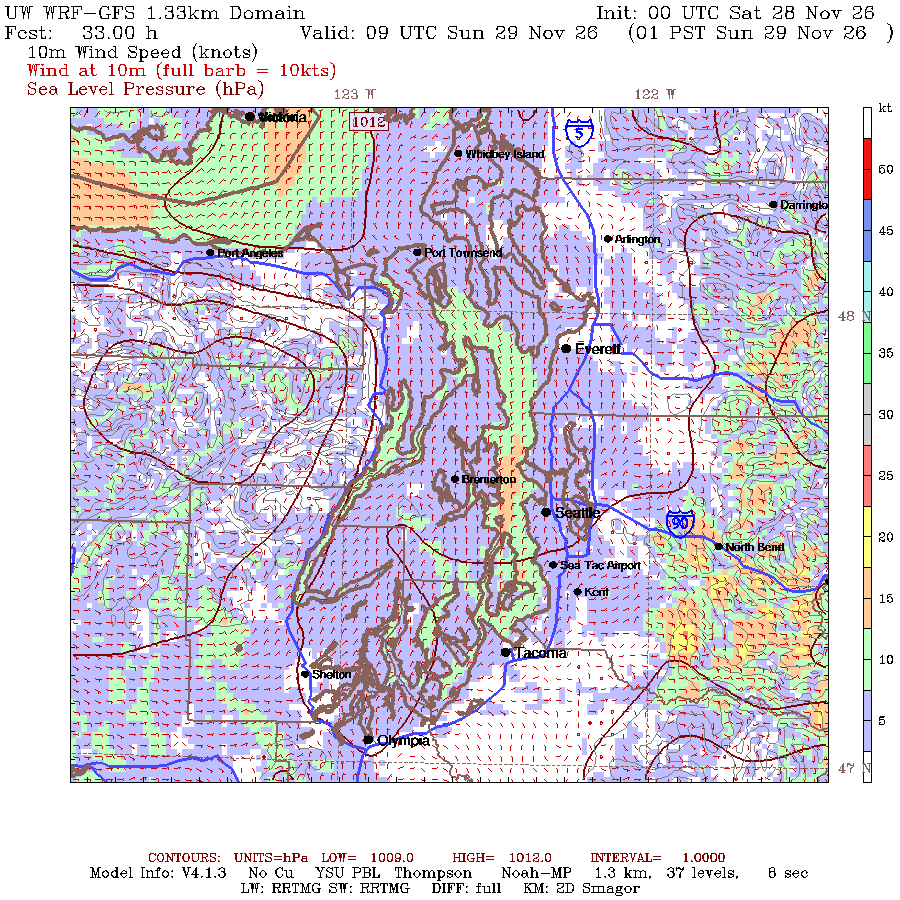 UW WRF-GFS 1.33km Domain Init: 00 UTC Sat 28 Nov 26
Fcst: 33.00 h Valid: 09 UTC Sun 29 Nov 26 (01 PST Sun 29 Nov 26 )
10m Wind Speed (knots)
Wind at 10m (full barb = 10kts)
Sea Level Pressure (hPa)
123 W 122 W
kt
Victoria
1012
5
Whidbey Island
50
Darringto
Arlington
45
Port Angeles
Port Townsend
40
48 N
Everett
35
30
Bremerton
25
Seattle
90
20
North Bend
Sea Tac Airport
Kent
15
Tacoma
10
Shelton
5
Olympia
47 N
CONTOURS: UNITS=hPa LOW= 1009.0 HIGH= 1012.0 INTERVAL= 1.0000
Model Info: V4.1.3 No Cu YSU PBL Thompson Noah-MP 1.3 km, 37 levels, 8 sec
LW: RRTMG SW: RRTMG DIFF: full KM: 2D Smagor